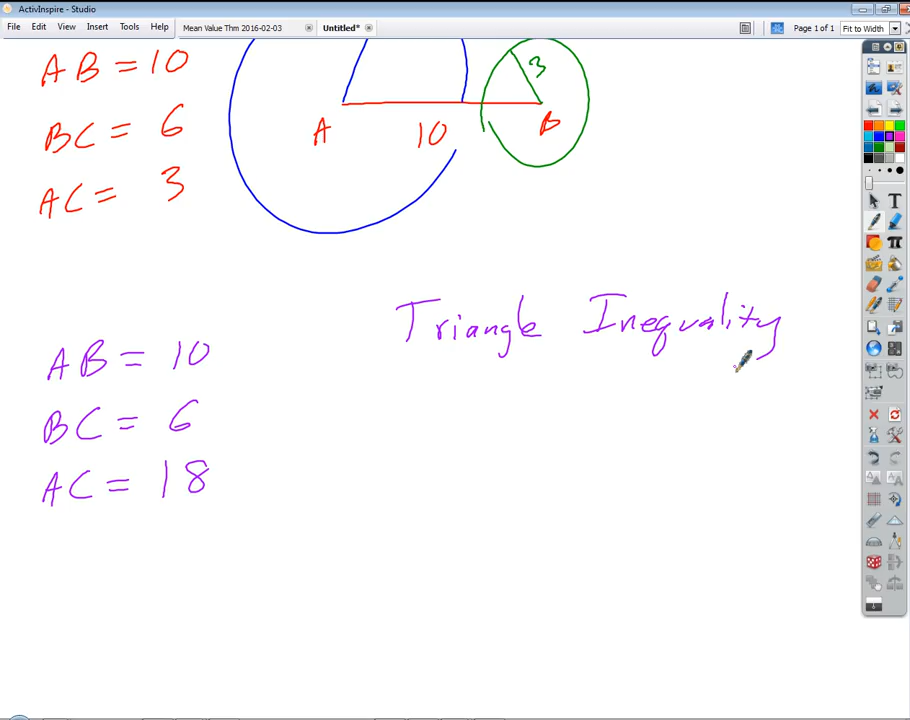 ActivInspire - Studio
File Edit View Insert Tools Help Mean Value Thm 2016-02-03 Untitled* Page 1 of 1 Fit to Width
AB = 10
BC = 6
AC = 3
3
A 10 B
Triangle Inequality
AB = 10
BC = 6
AC = 18